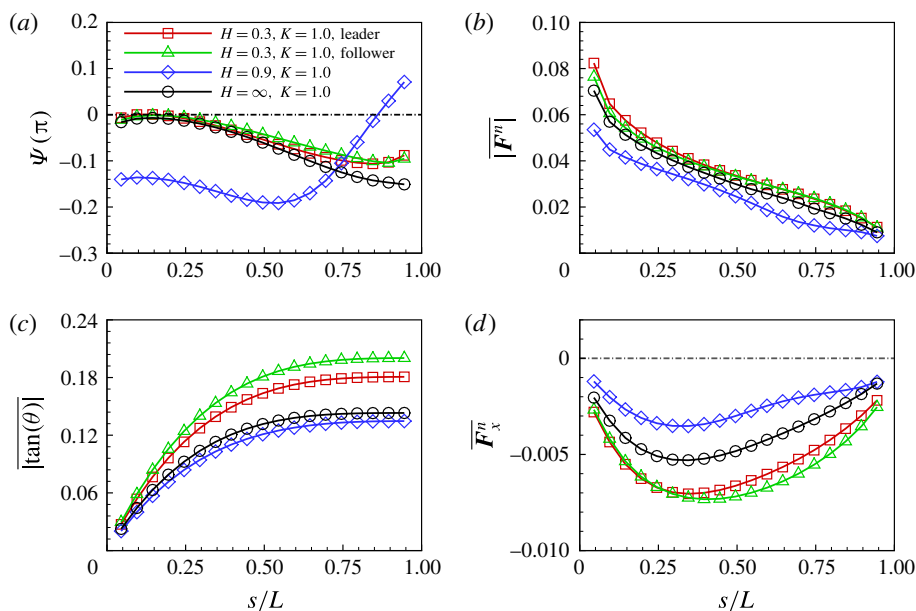 (a)
0.2
0.1
0
−0.1
−0.2
−0.3
Ψ (π)
H = 0.3, K = 1.0, leader
H = 0.3, K = 1.0, follower
H = 0.9, K = 1.0
H = ∞, K = 1.0
0 0.25 0.50 0.75 1.00
(b)
0.10
0.08
0.06
0.04
0.02
|Fⁿ|
0 0.25 0.50 0.75 1.00
(c)
0.24
0.18
0.12
0.06
|tan(θ)|
0 0.25 0.50 0.75 1.00
s/L
(d)
0
−0.005
−0.010
Fⁿₓ
0 0.25 0.50 0.75 1.00
s/L